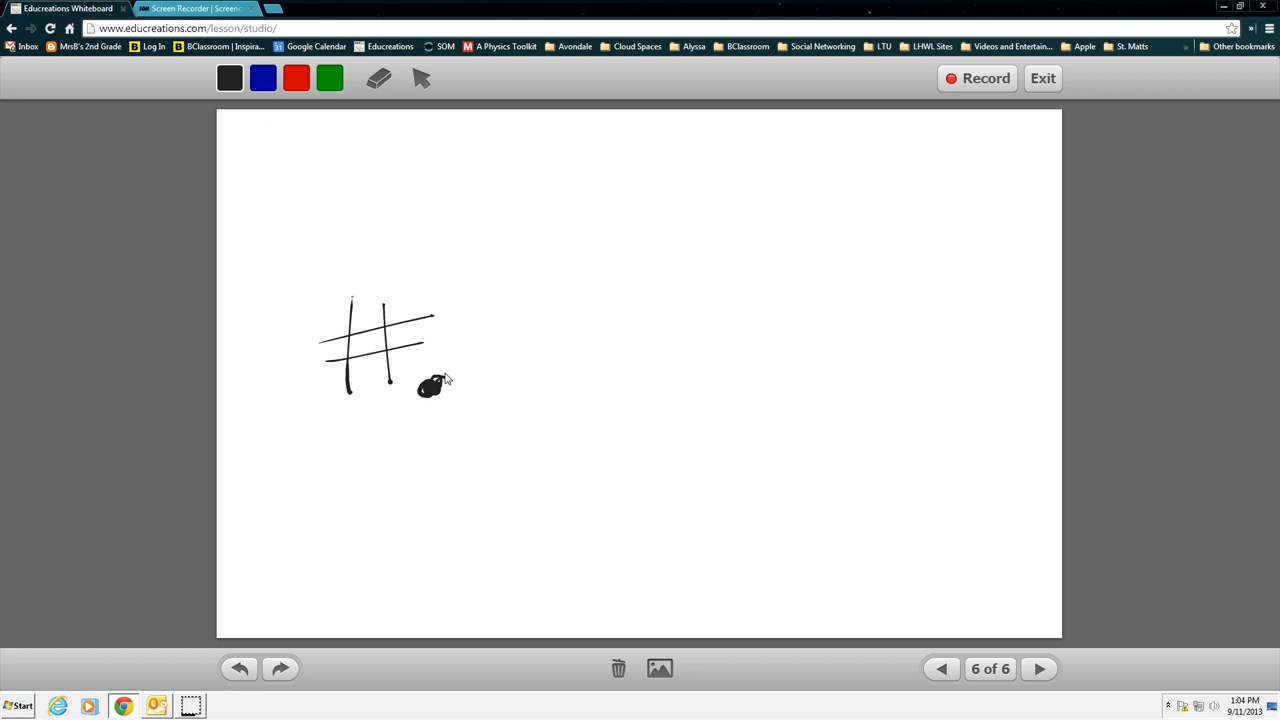 Educreations Whiteboard
Screen Recorder | Screenc
www.educreations.com/lesson/studio/
Inbox MrsB's 2nd Grade Log In BClassroom | Inspira... Google Calendar Educreations SOM A Physics Toolkit Avondale Cloud Spaces Alyssa BClassroom Social Networking LTU LHWL Sites Videos and Entertain... Apple St. Matts » Other bookmarks
Record Exit
#.
6 of 6
Start
1:04 PM
9/11/2013